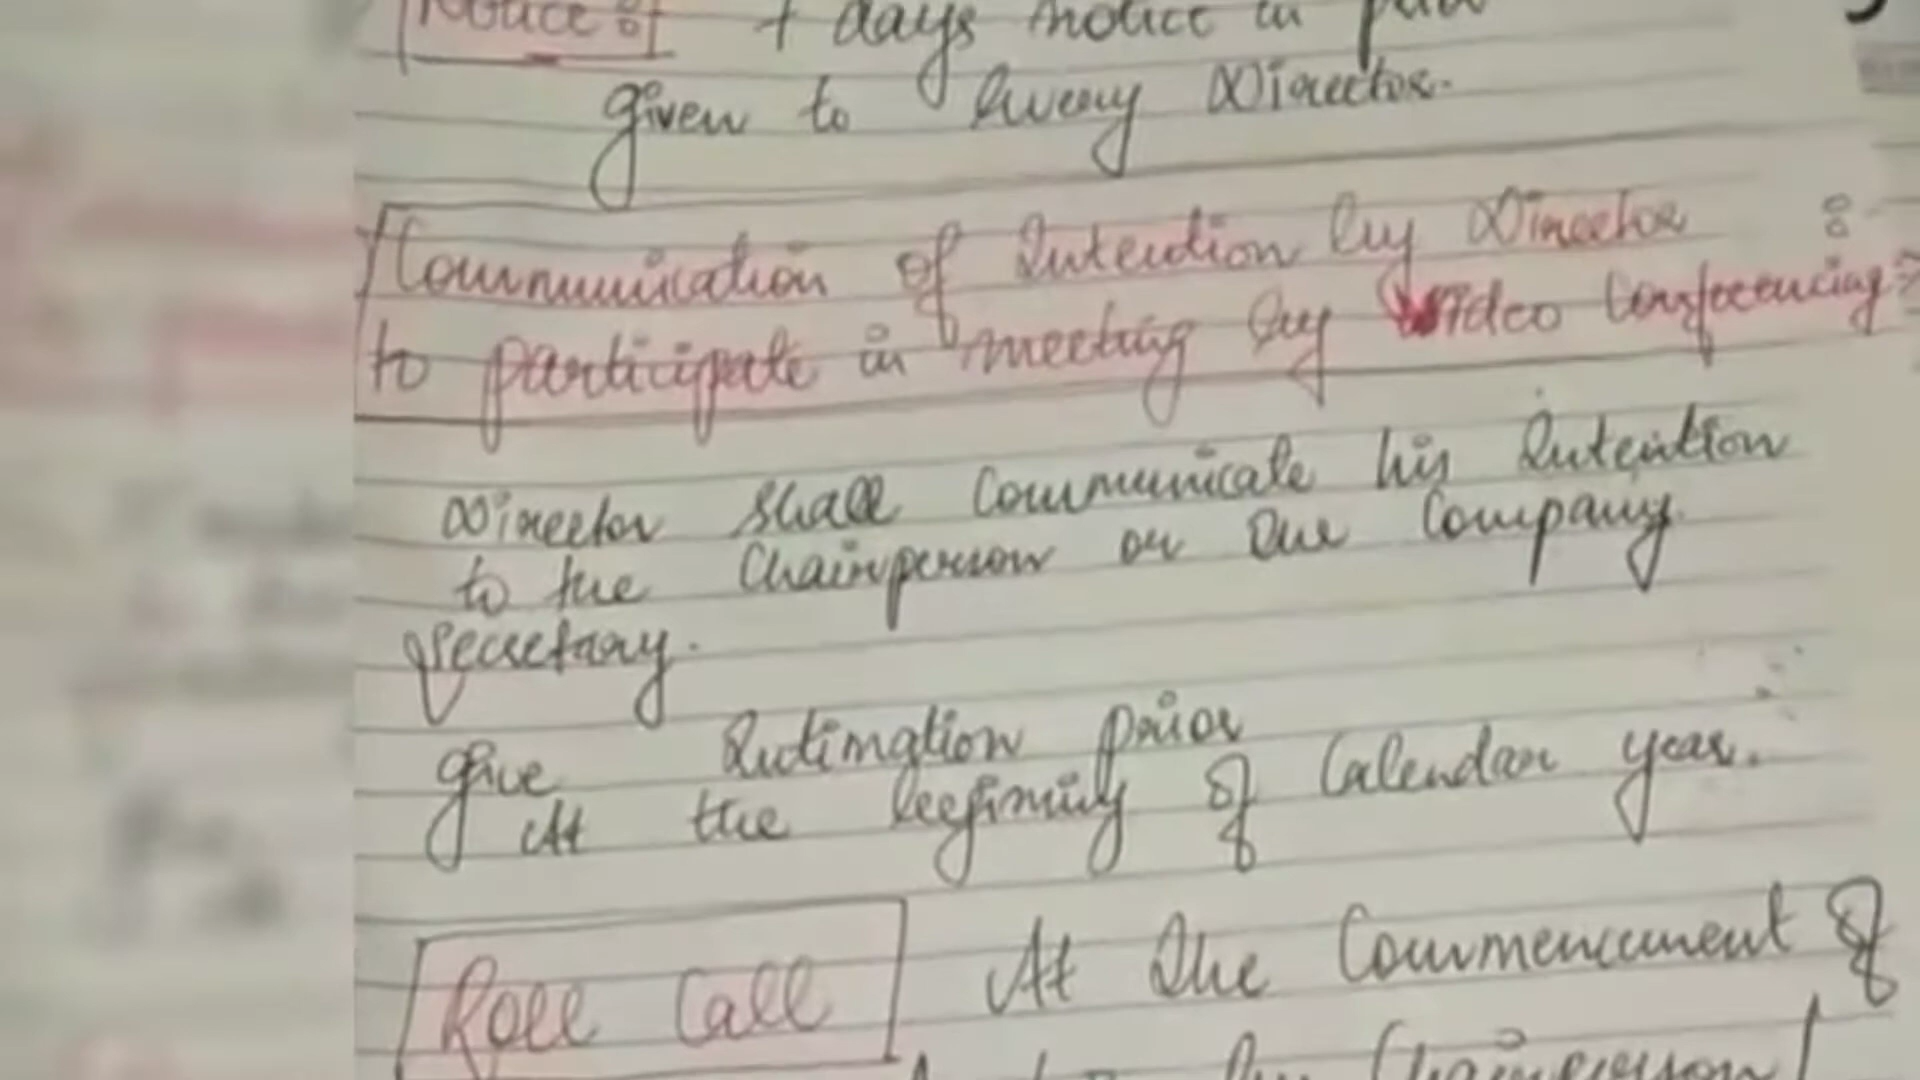 Notice:
7 days notice in
given to Every Director.
Communication of Intention by Director :
to participate in meeting by Video Conferencing:
Director shall Communicate his Intention
to the Chairperson or the Company
Secretary.
give Intimation prior
At the beginning of Calendar year.
Roll Call At the Commencement of
Chairperson